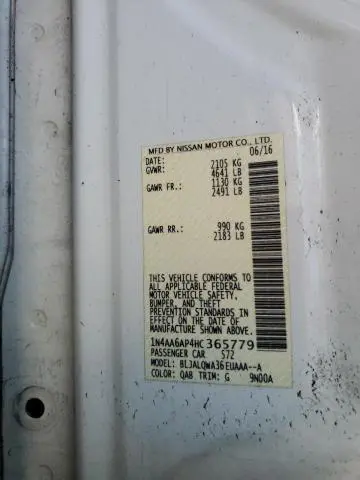 MFD BY NISSAN MOTOR CO., LTD.
DATE: 06/16
GVWR: 2105 KG
4641 LB
GAWR FR.: 1130 KG
2491 LB
GAWR RR.: 990 KG
2183 LB
THIS VEHICLE CONFORMS TO
ALL APPLICABLE FEDERAL
MOTOR VEHICLE SAFETY,
BUMPER, AND THEFT
PREVENTION STANDARDS IN
EFFECT ON THE DATE OF
MANUFACTURE SHOWN ABOVE.
1N4AA6AP4HC365779
PASSENGER CAR S72
MODEL: BLJALQWA36EUAAA--A
COLOR: QAB TRIM: G 9N00A